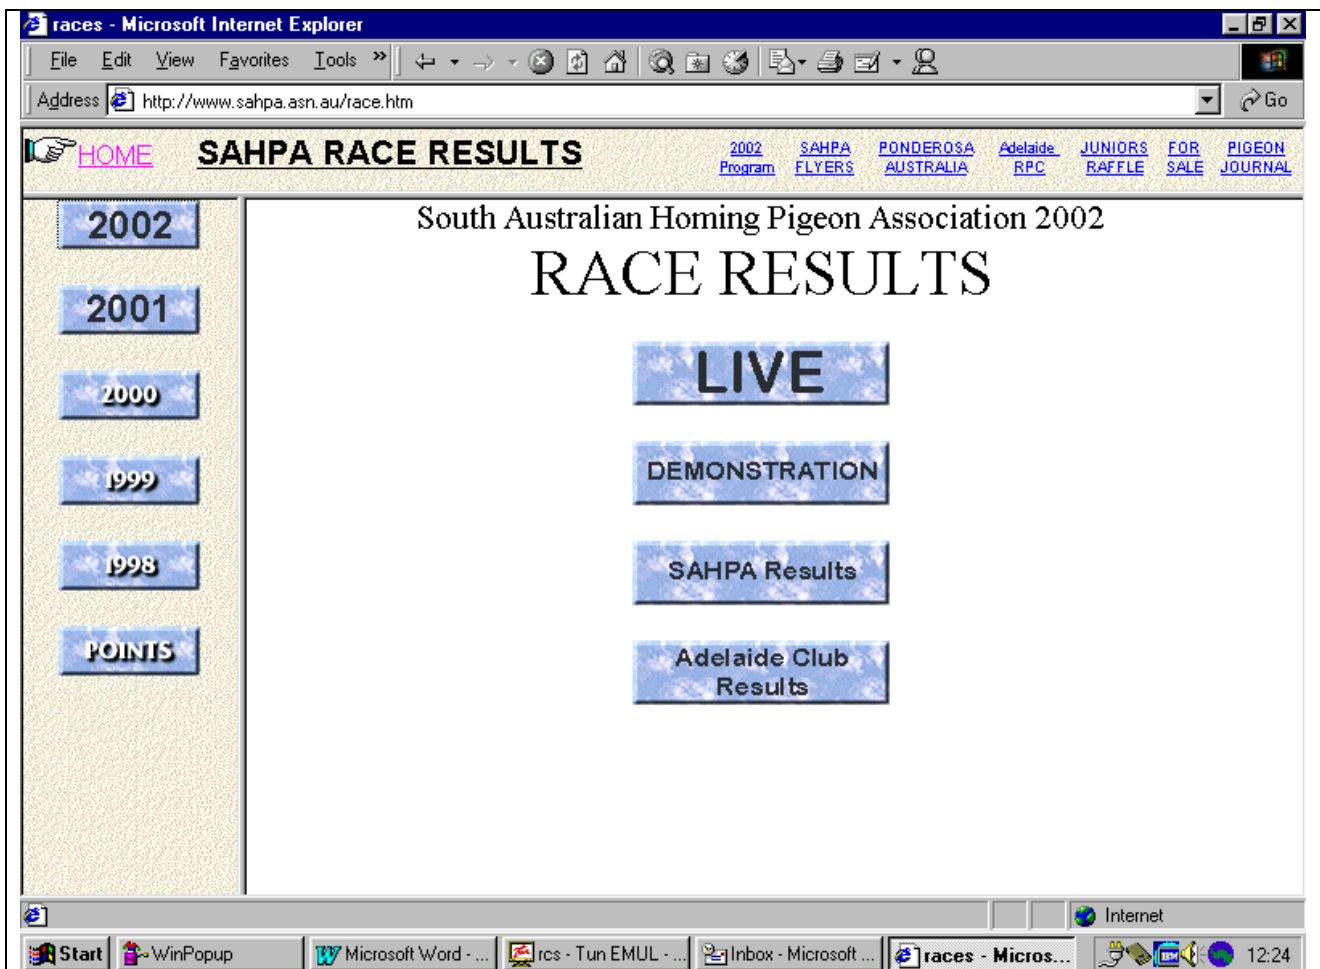 races - Microsoft Internet Explorer
File Edit View Favorites Tools »
Address http://www.sahpa.asn.au/race.htm Go
HOME SAHPA RACE RESULTS
2002 Program
SAHPA FLYERS
PONDEROSA AUSTRALIA
Adelaide RPC
JUNIORS RAFFLE
FOR SALE
PIGEON JOURNAL
2002
2001
2000
1999
1998
POINTS
South Australian Homing Pigeon Association 2002
RACE RESULTS
LIVE
DEMONSTRATION
SAHPA Results
Adelaide Club
Results
Internet
Start WinPopup Microsoft Word - ... rcs - Tun EMUL - ... Inbox - Microsoft ... races - Micros... 12:24